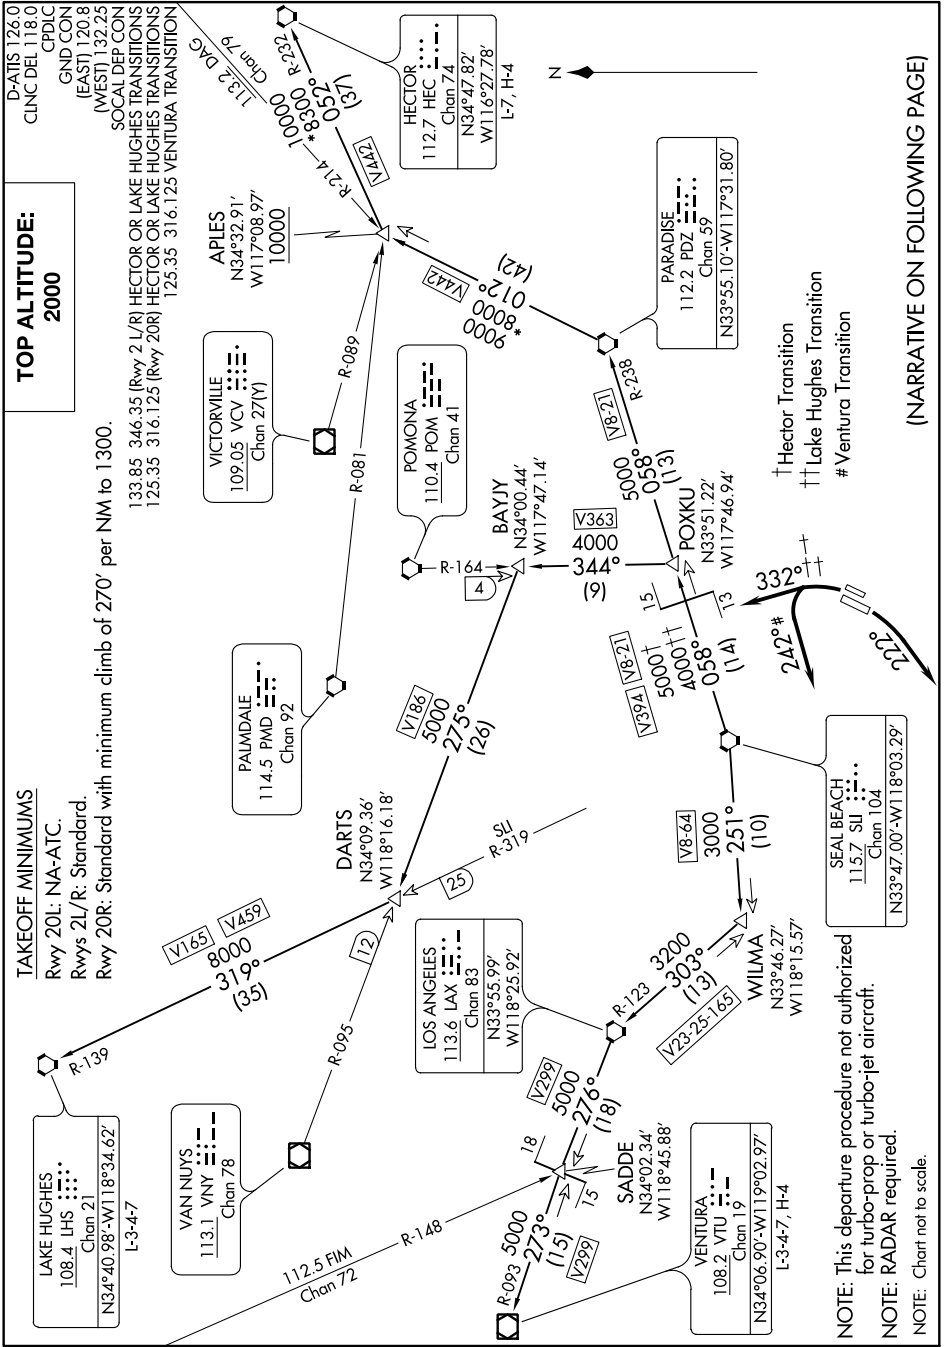 TAKEOFF MINIMUMS
Rwy 20L: NA-ATC.
Rwys 2L/R: Standard.
Rwy 20R: Standard with minimum climb of 270' per NM to 1300.
TOP ALTITUDE:
2000
D-ATIS 126.0
CLNC DEL 118.0
CPDLC
GND CON
(EAST) 120.8
(WEST) 132.25
SOCAL DEP CON
133.85 346.35 (Rwy 2 L/R) HECTOR OR LAKE HUGHES TRANSITIONS
125.35 316.125 (Rwy 20R) HECTOR OR LAKE HUGHES TRANSITIONS
125.35 316.125 VENTURA TRANSITION
LAKE HUGHES
108.4 LHS
Chan 21
N34°40.98'-W118°34.62'
L-3-4-7
R-139
V165
V459
8000
319°
(35)
VAN NUYS
113.1 VNY
Chan 78
R-095
12
DARTS
N34°09.36'
W118°16.18'
25
SLI
R-319
PALMDALE
114.5 PMD
Chan 92
R-081
VICTORVILLE
109.05 VCV
Chan 27(Y)
R-089
APLES
N34°32.91'
W117°08.97'
10000
113.2 DAG
Chan 79
R-214
10000
*8300
052°
(37)
R-232
V442
HECTOR
112.7 HEC
Chan 74
N34°47.82'
W116°27.78'
L-7, H-4
N
POMONA
110.4 POM
Chan 41
R-164
4
BAYJY
N34°00.44'
W117°47.14'
V186
5000
275°
(26)
V363
4000
344°
(9)
V442
9000
*8000
012°
(42)
PARADISE
112.2 PDZ
Chan 59
N33°55.10'-W117°31.80'
R-238
V8-21
5000
058°
(13)
POXKU
N33°51.22'
W117°46.94'
15
13
V394
V8-21
5000†
4000††
058°
(14)
332°
††
†
242°#
222°
SEAL BEACH
115.7 SLI
Chan 104
N33°47.00'-W118°03.29'
V8-64
3000
251°
(10)
WILMA
N33°46.27'
W118°15.57'
3200
303°
(13)
R-123
V23-25-165
LOS ANGELES
113.6 LAX
Chan 83
N33°55.99'
W118°25.92'
V299
5000
276°
(18)
18
15
SADDE
N34°02.34'
W118°45.88'
112.5 FIM
Chan 72
R-148
R-093
5000
273°
(15)
V299
VENTURA
108.2 VTU
Chan 19
N34°06.90'-W119°02.97'
L-3-4-7, H-4
† Hector Transition
†† Lake Hughes Transition
# Ventura Transition
NOTE: This departure procedure not authorized
for turbo-prop or turbo-jet aircraft.
NOTE: RADAR required.
NOTE: Chart not to scale.
(NARRATIVE ON FOLLOWING PAGE)